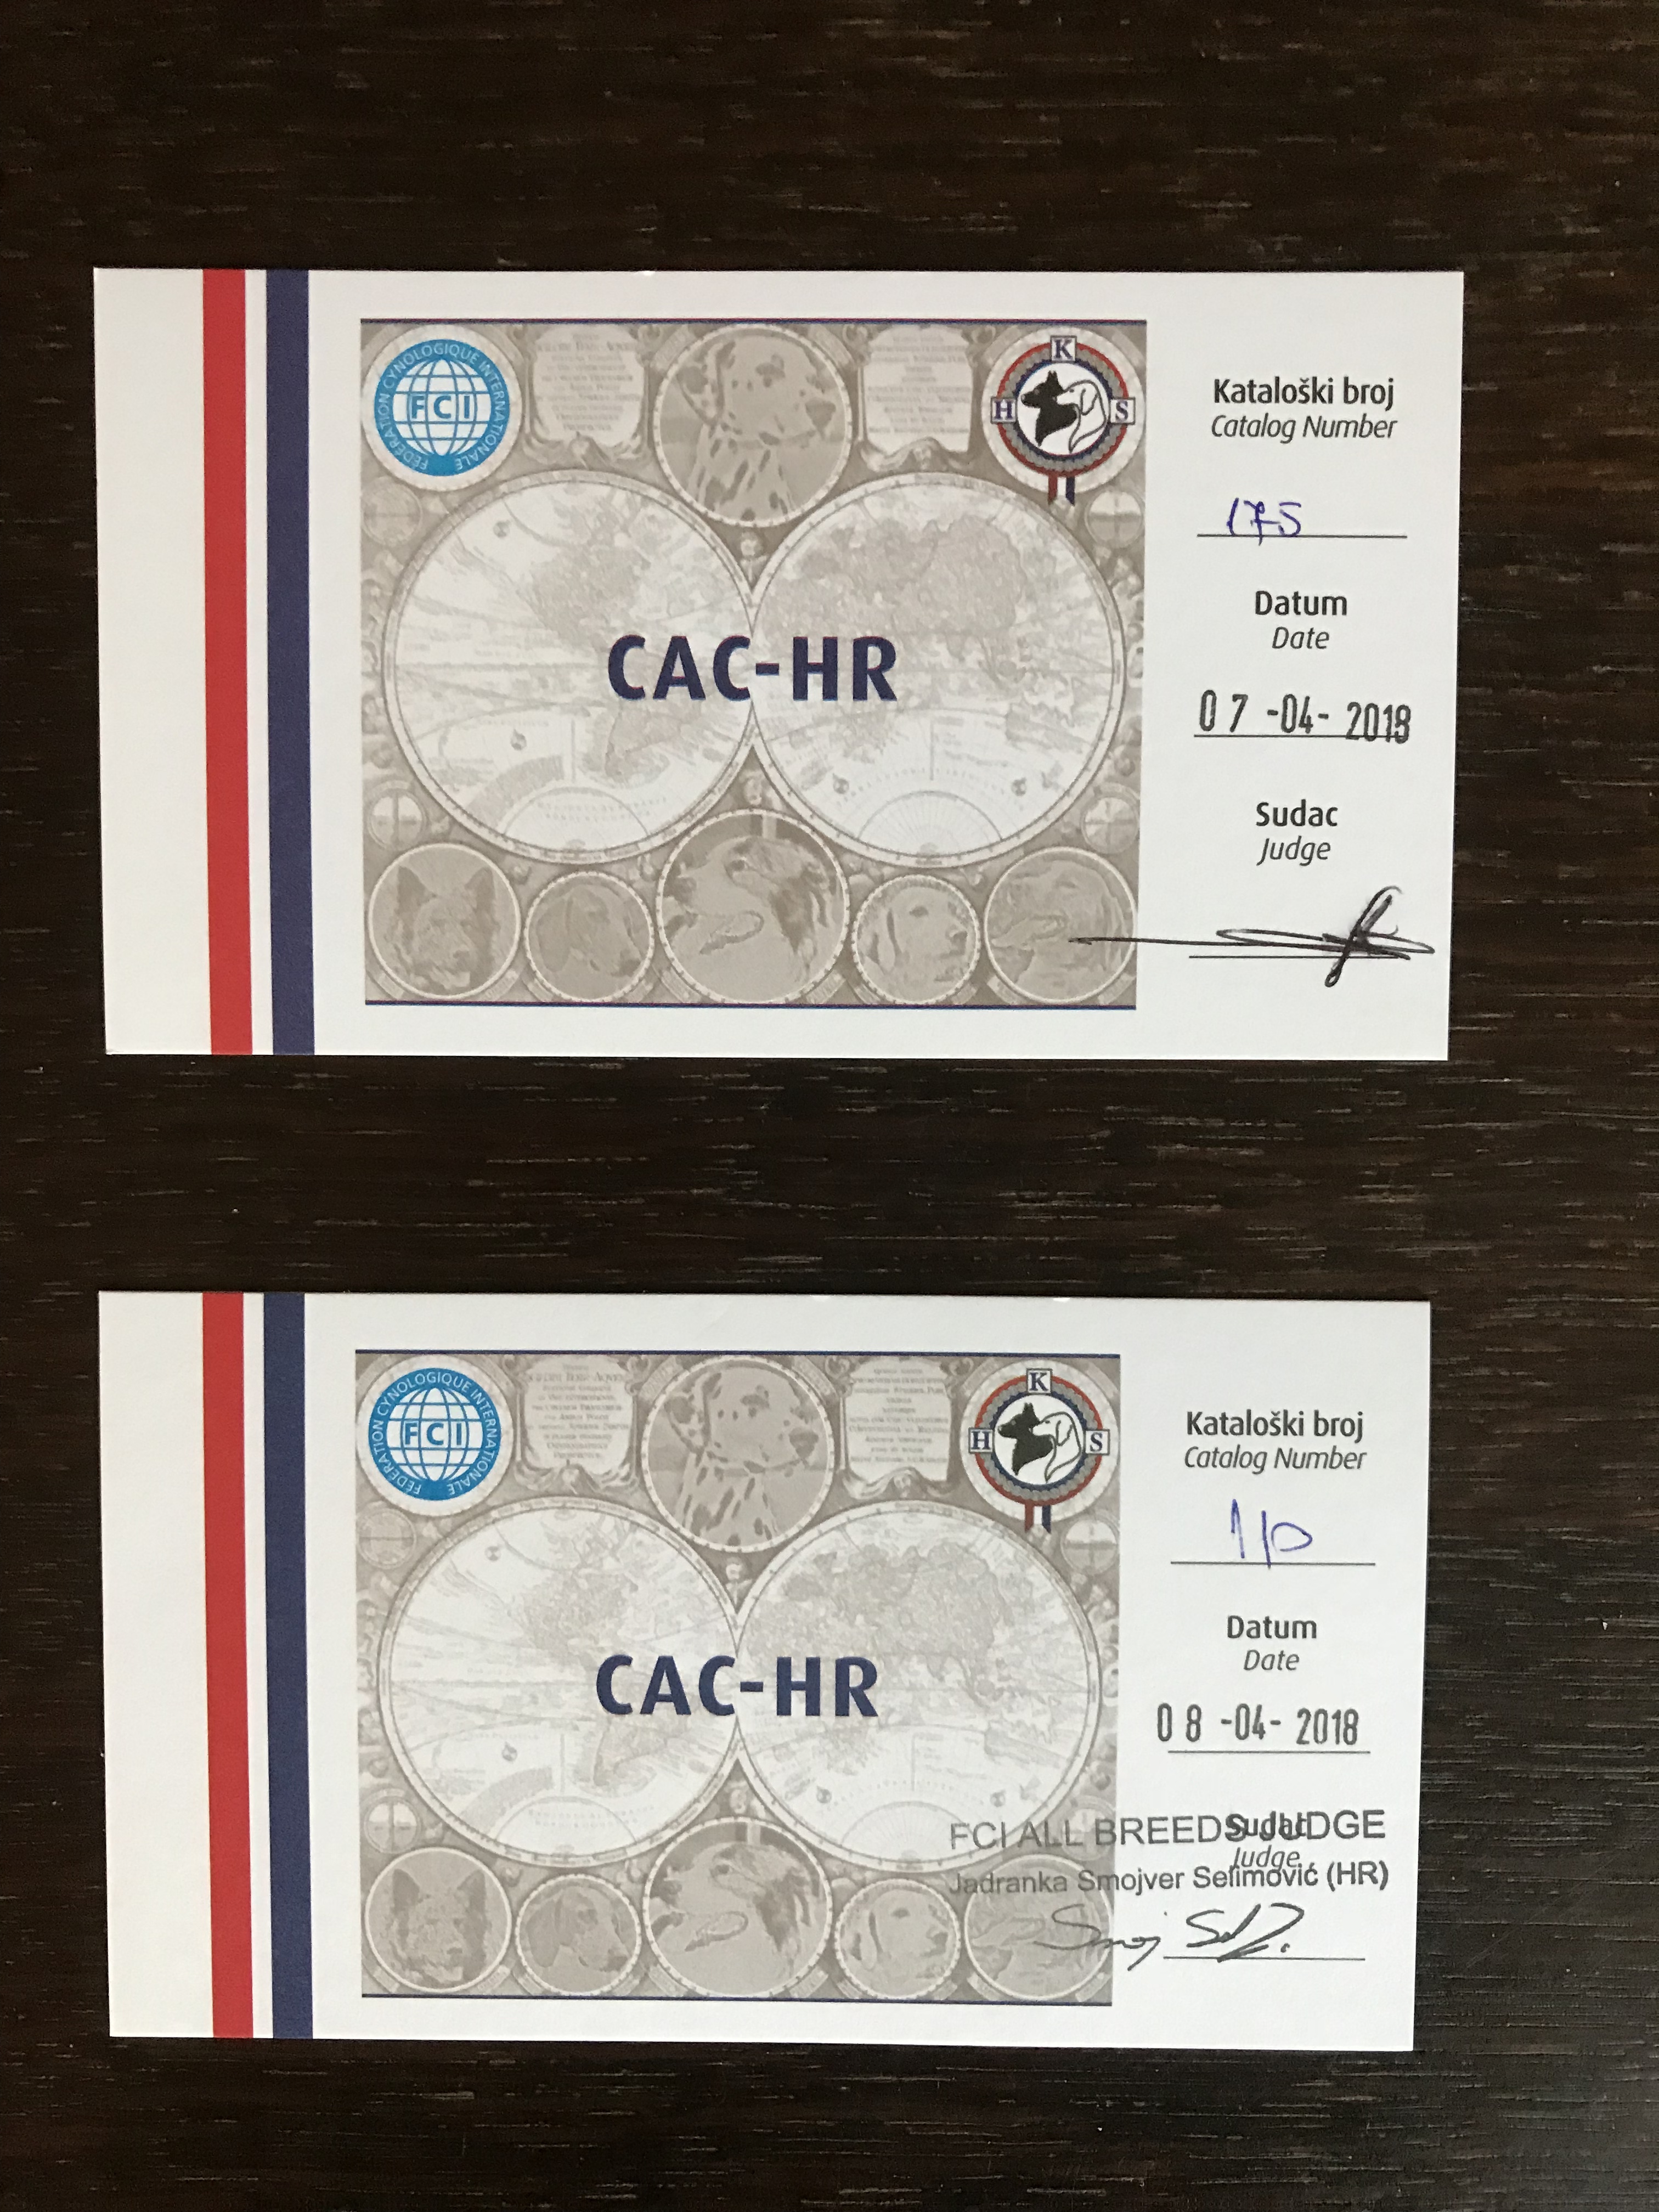 FEDERATION CYNOLOGIQUE INTERNATIONALE
FCI
K
H S
CAC-HR
Kataloški broj
Catalog Number
175
Datum
Date
07-04-2018
Sudac
Judge
FEDERATION CYNOLOGIQUE INTERNATIONALE
FCI
K
H S
CAC-HR
Kataloški broj
Catalog Number
110
Datum
Date
08-04-2018
Sudac
Judge
FCI ALL BREEDS JUDGE
Jadranka Smojver Selimović (HR)